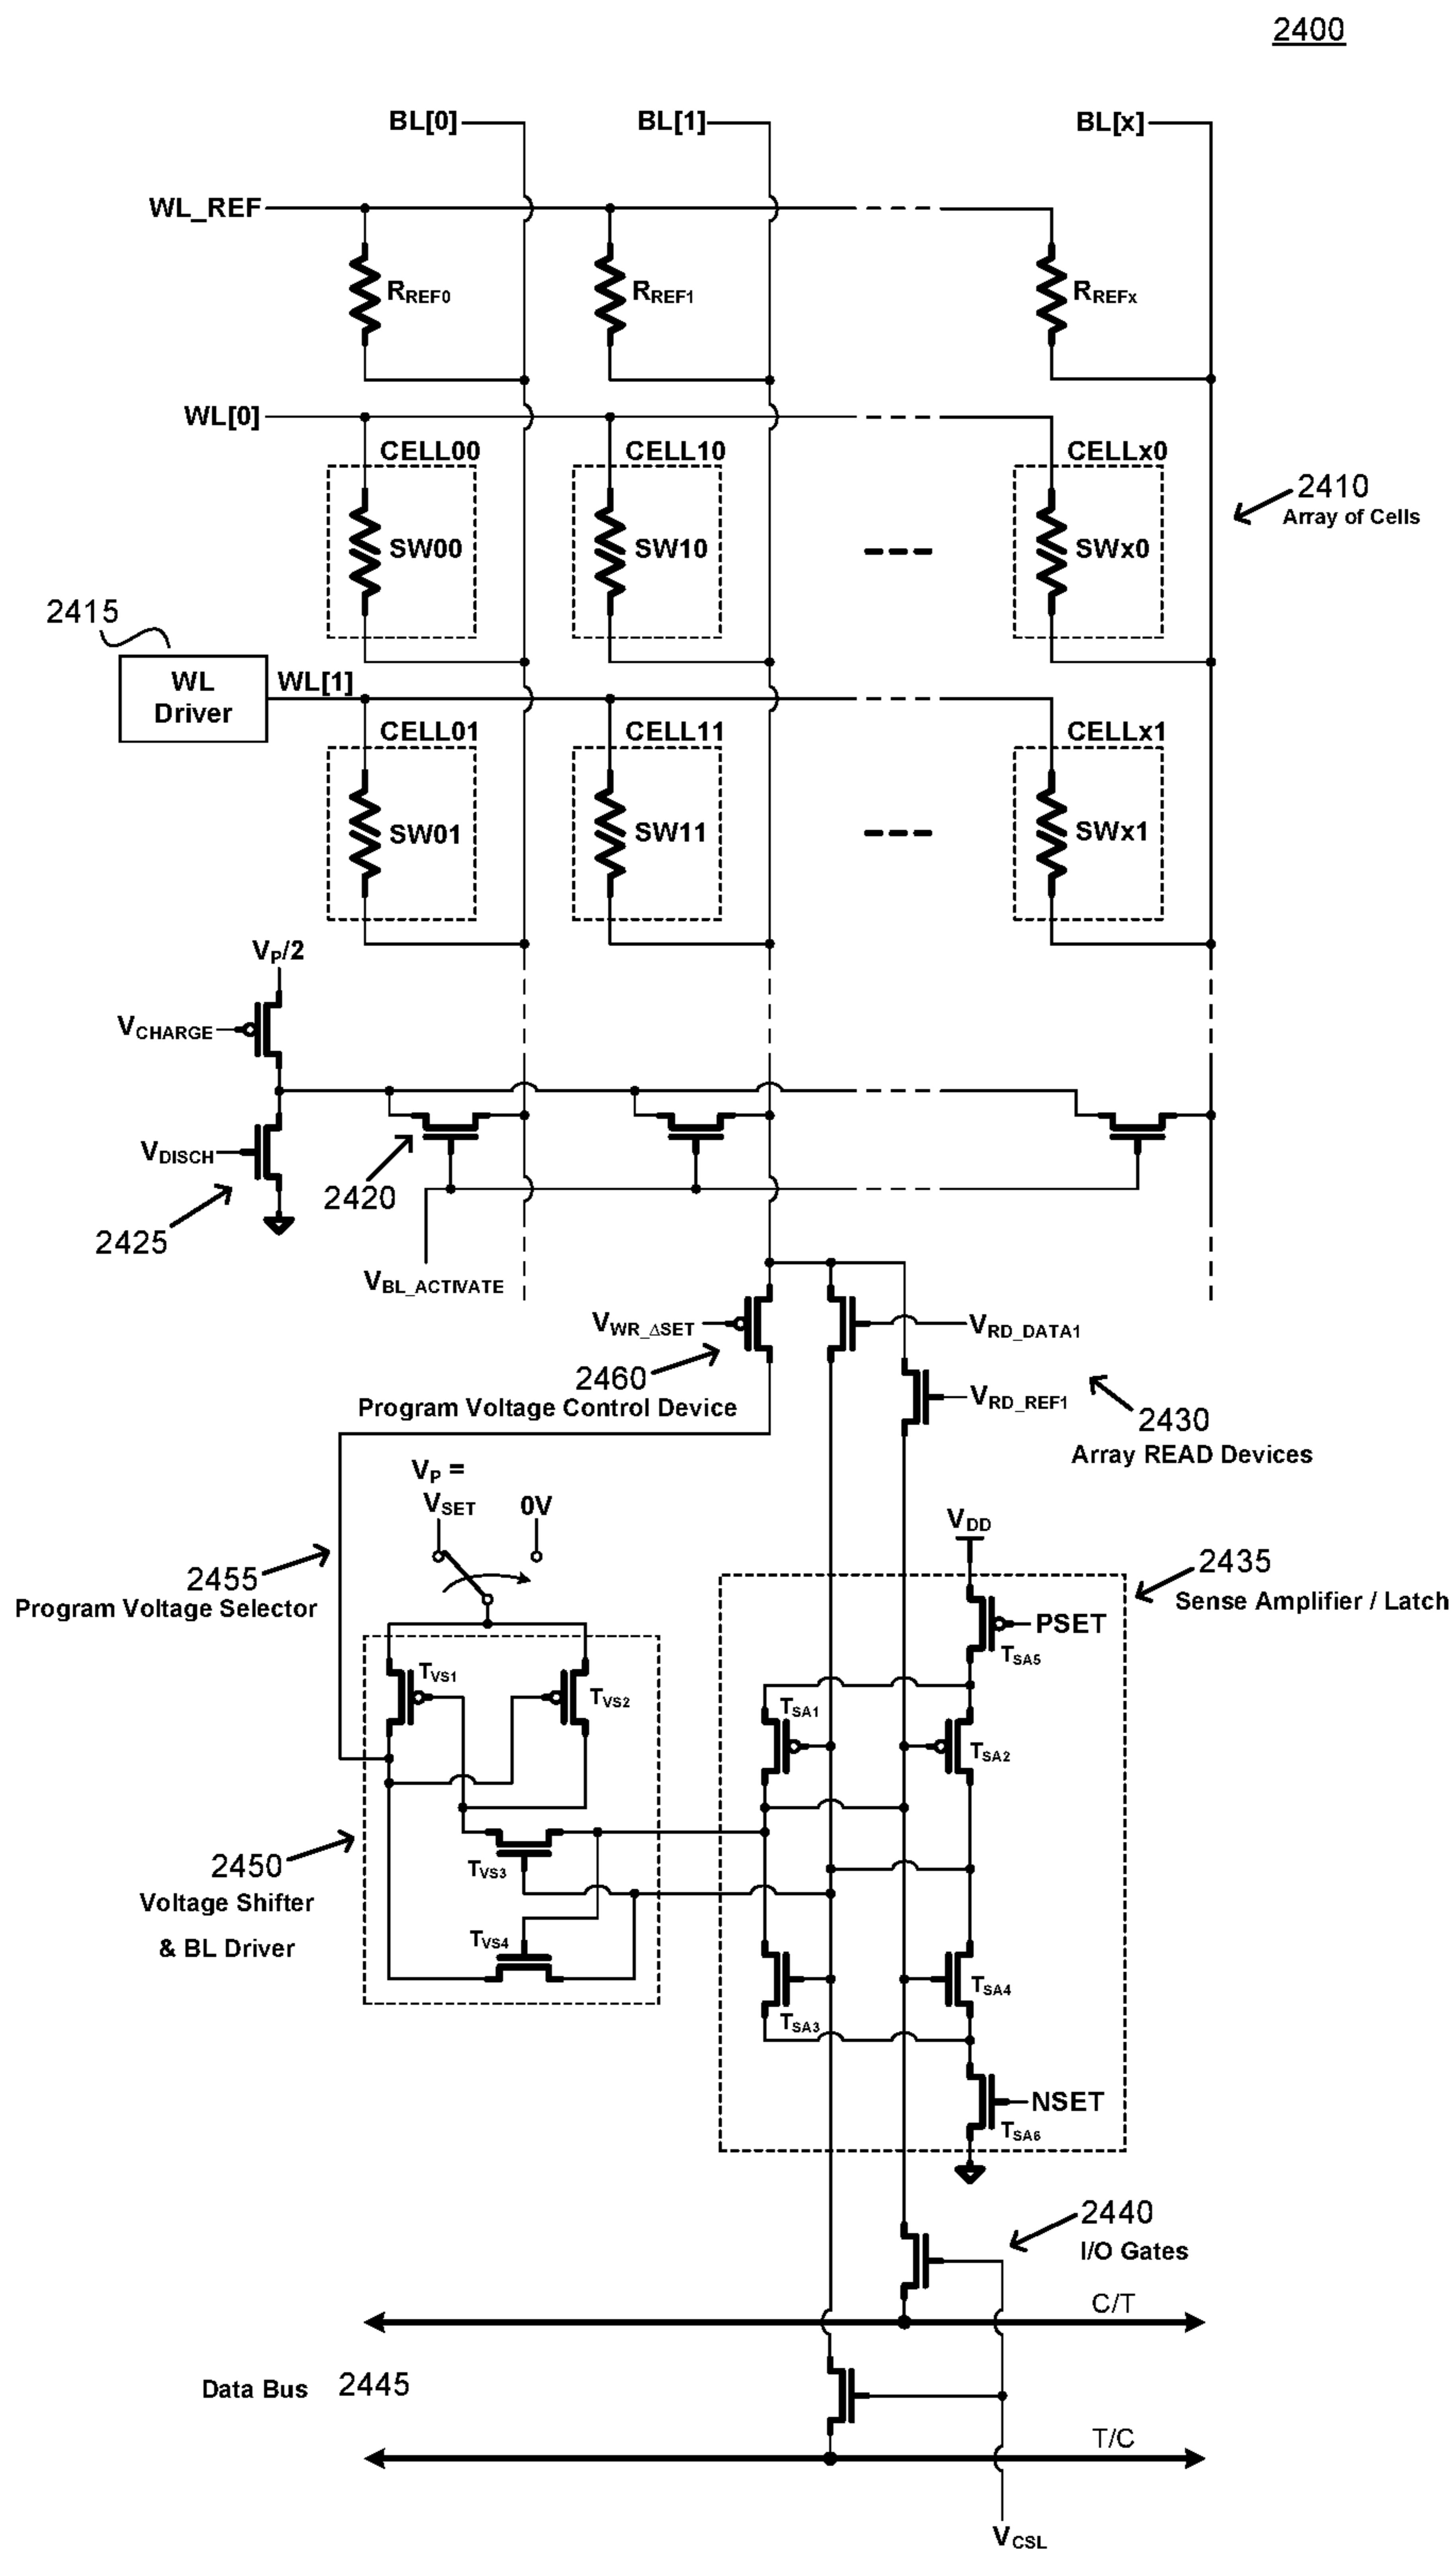 2400
BL[0]
BL[1]
BL[x]
WL_REF
RREF0
RREF1
RREFx
WL[0]
CELL00
CELL10
CELLx0
2410
Array of Cells
SW00
SW10
SWx0
2415
WL
Driver
WL[1]
CELL01
CELL11
CELLx1
SW01
SW11
SWx1
VP/2
VCHARGE
VDISCH
2420
2425
VBL_ACTIVATE
VWR_ΔSET
VRD_DATA1
2460
Program Voltage Control Device
VRD_REF1
2430
Array READ Devices
VP =
VSET
0V
VDD
2455
Program Voltage Selector
2435
Sense Amplifier / Latch
PSET
TSA5
TVS1
TVS2
TSA1
TSA2
2450
Voltage Shifter
& BL Driver
TVS3
TVS4
TSA4
TSA3
NSET
TSA6
2440
I/O Gates
C/T
Data Bus 2445
T/C
VCSL